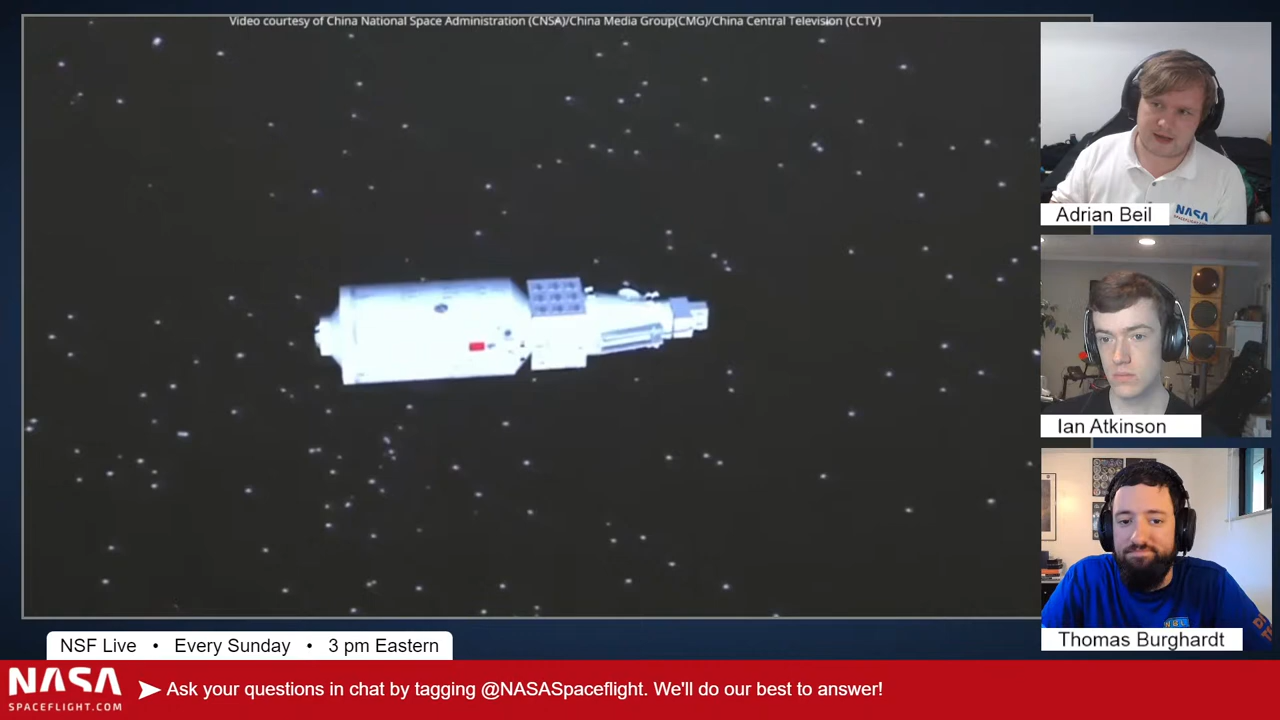 Video courtesy of China National Space Administration (CNSA)/China Media Group(CMG)/China Central Television (CCTV)
NASA
Adrian Beil
Ian Atkinson
Thomas Burghardt
NSF Live • Every Sunday • 3 pm Eastern
NASA
SPACEFLIGHT.COM
Ask your questions in chat by tagging @NASASpaceflight. We'll do our best to answer!